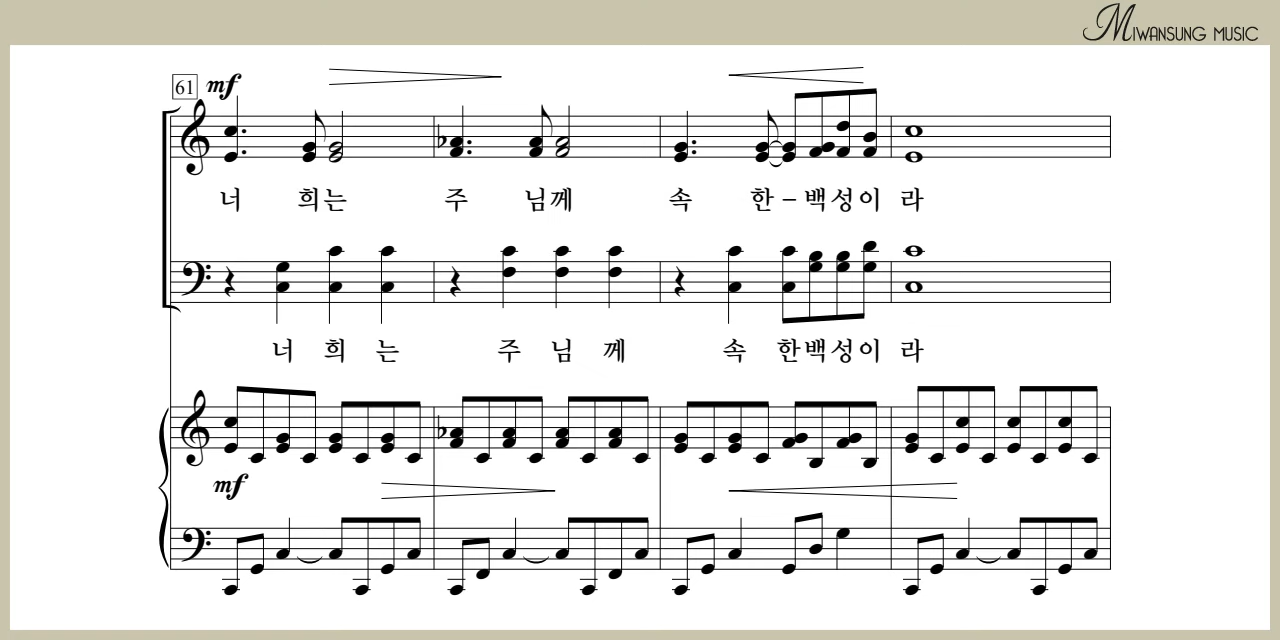 MIWANSUNG MUSIC
61 mf
너 희는 주 님께 속 한 – 백성이 라
너 희 는 주 님 께 속 한백성이 라
mf